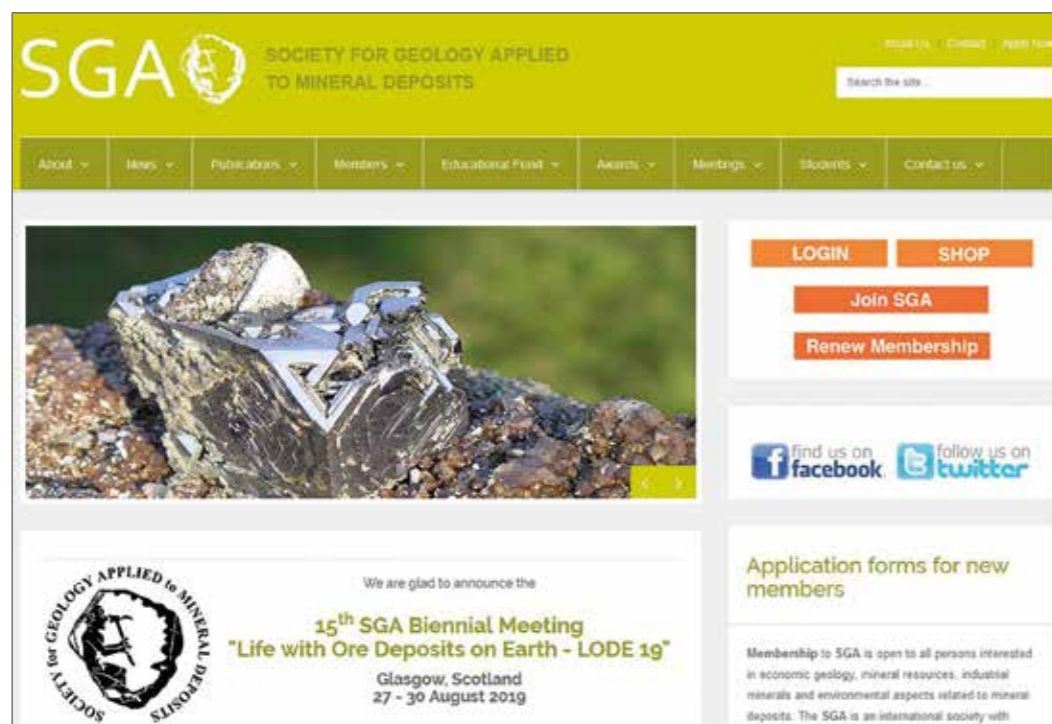 SGA
SOCIETY FOR GEOLOGY APPLIED
TO MINERAL DEPOSITS
About Us Contact Apply Now
Search the site ...
About News Publications Members Educational Fund Awards Meetings Students Contact us
LOGIN SHOP
Join SGA
Renew Membership
find us on
facebook
follow us on
twitter
SOCIETY for GEOLOGY APPLIED to MINERAL DEPOSITS
We are glad to announce the
15th SGA Biennial Meeting
"Life with Ore Deposits on Earth - LODE 19"
Glasgow, Scotland
27 - 30 August 2019
Application forms for new
members
Membership to SGA is open to all persons interested
in economic geology, mineral resources, industrial
minerals and environmental aspects related to mineral
deposits. The SGA is an international society with